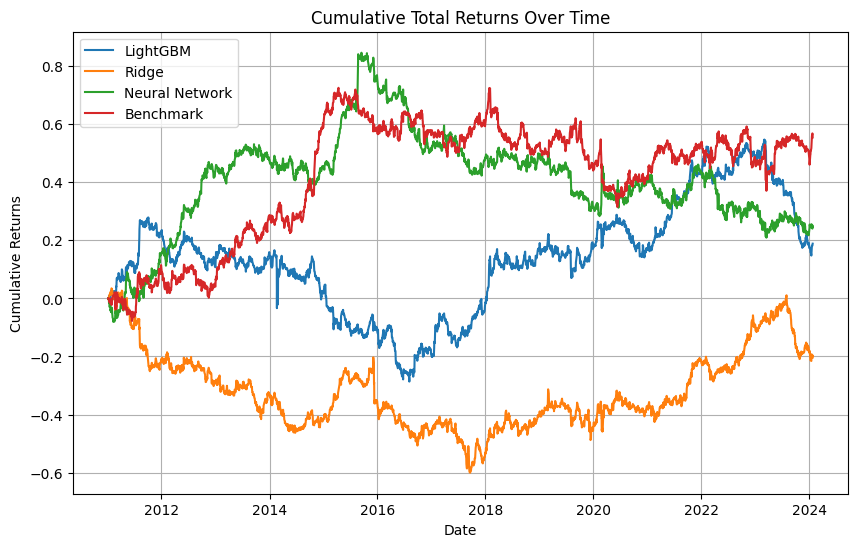 Cumulative Total Returns Over Time
LightGBM
Ridge
Neural Network
Benchmark
Cumulative Returns
0.8
0.6
0.4
0.2
0.0
−0.2
−0.4
−0.6
2012
2014
2016
2018
2020
2022
2024
Date